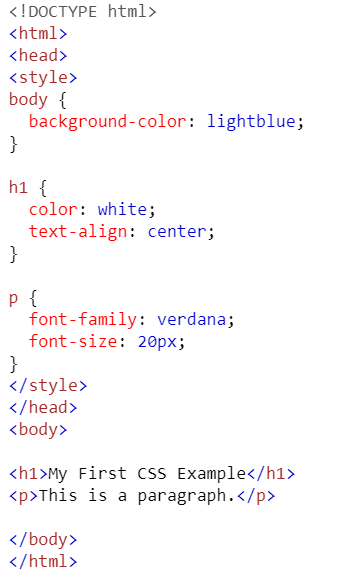 <!DOCTYPE html>
<html>
<head>
<style>
body {
  background-color: lightblue;
}

h1 {
  color: white;
  text-align: center;
}

p {
  font-family: verdana;
  font-size: 20px;
}
</style>
</head>
<body>

<h1>My First CSS Example</h1>
<p>This is a paragraph.</p>

</body>
</html>